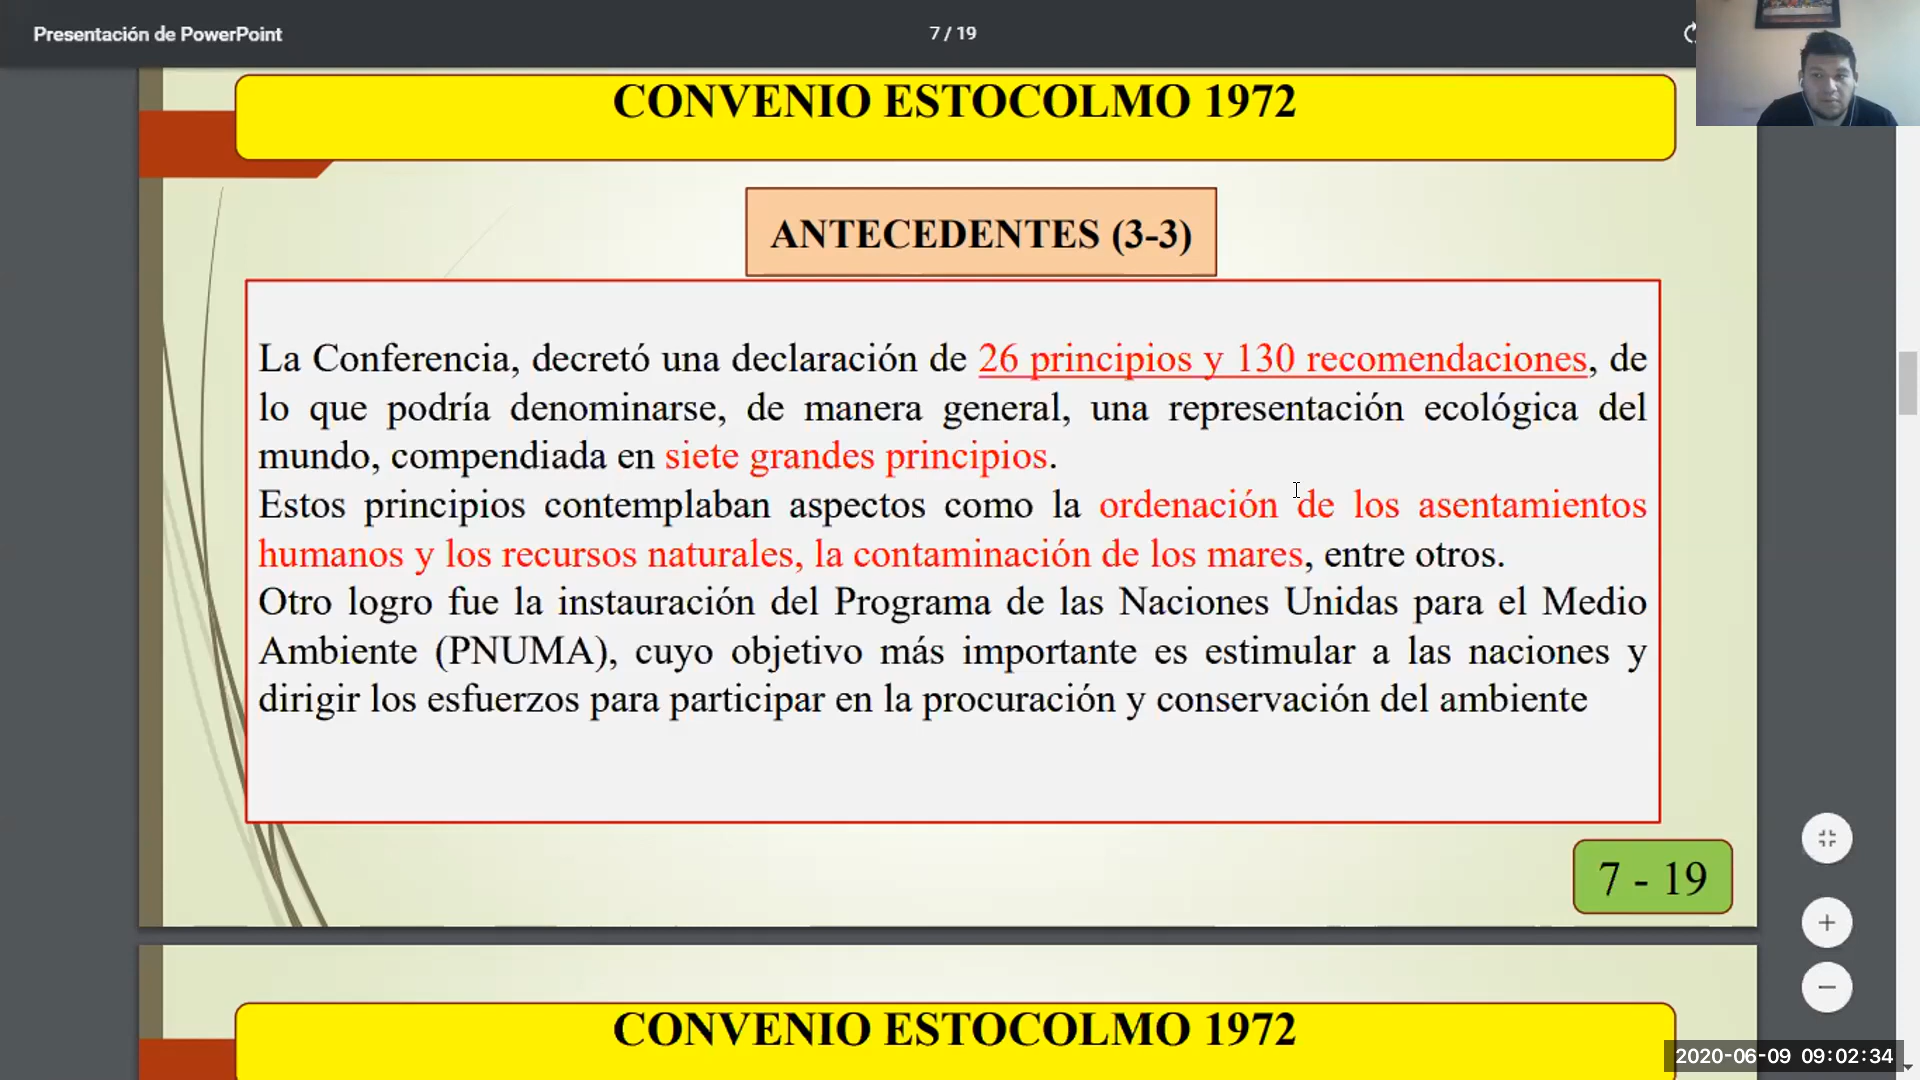 Presentación de PowerPoint
7 / 19
CONVENIO ESTOCOLMO 1972
ANTECEDENTES (3-3)
La Conferencia, decretó una declaración de 26 principios y 130 recomendaciones, de
lo que podría denominarse, de manera general, una representación ecológica del
mundo, compendiada en siete grandes principios.
Estos principios contemplaban aspectos como la ordenación de los asentamientos
humanos y los recursos naturales, la contaminación de los mares, entre otros.
Otro logro fue la instauración del Programa de las Naciones Unidas para el Medio
Ambiente (PNUMA), cuyo objetivo más importante es estimular a las naciones y
dirigir los esfuerzos para participar en la procuración y conservación del ambiente
7 - 19
CONVENIO ESTOCOLMO 1972
2020-06-09 09:02:34